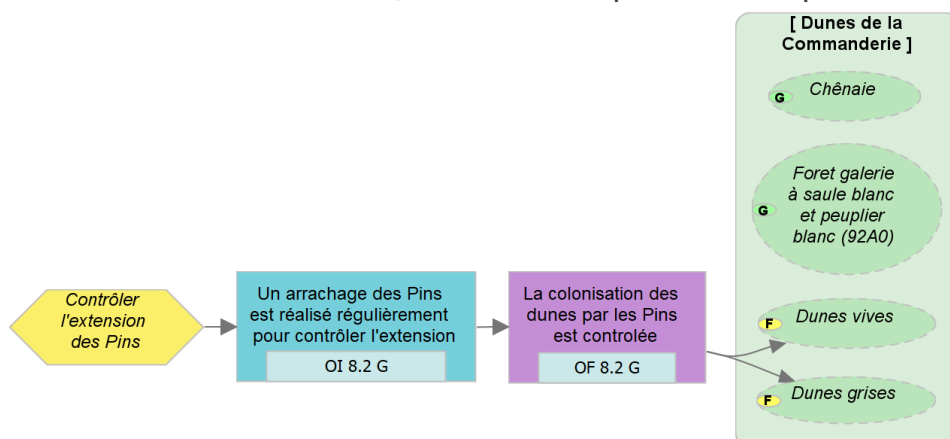 [ Dunes de la
Commanderie ]
G
Chênaie
Foret galerie
à saule blanc
G
et peuplier
blanc (92A0)
Contrôler
l'extension
des Pins
Un arrachage des Pins
est réalisé régulièrement
pour contrôler l'extension
OI 8.2 G
La colonisation des
dunes par les Pins
est controlée
OF 8.2 G
F
Dunes vives
F
Dunes grises